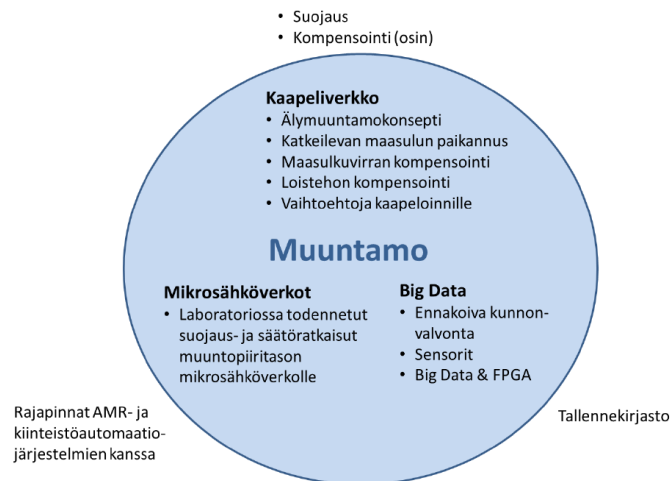 • Suojaus
• Kompensointi (osin)
Kaapeliverkko
• Älymuuntamokonsepti
• Katkeilevan maasulun paikannus
• Maasulkuvirran kompensointi
• Loistehon kompensointi
• Vaihtoehtoja kaapeloinnille
Muuntamo
Mikrosähköverkot
• Laboratoriossa todennetut
suojaus- ja säätöratkaisut
muuntopiiritason
mikrosähköverkolle
Big Data
• Ennakoiva kunnon-
valvonta
• Sensorit
• Big Data & FPGA
Rajapinnat AMR- ja
kiinteistöautomaatio-
järjestelmien kanssa
Tallennekirjasto